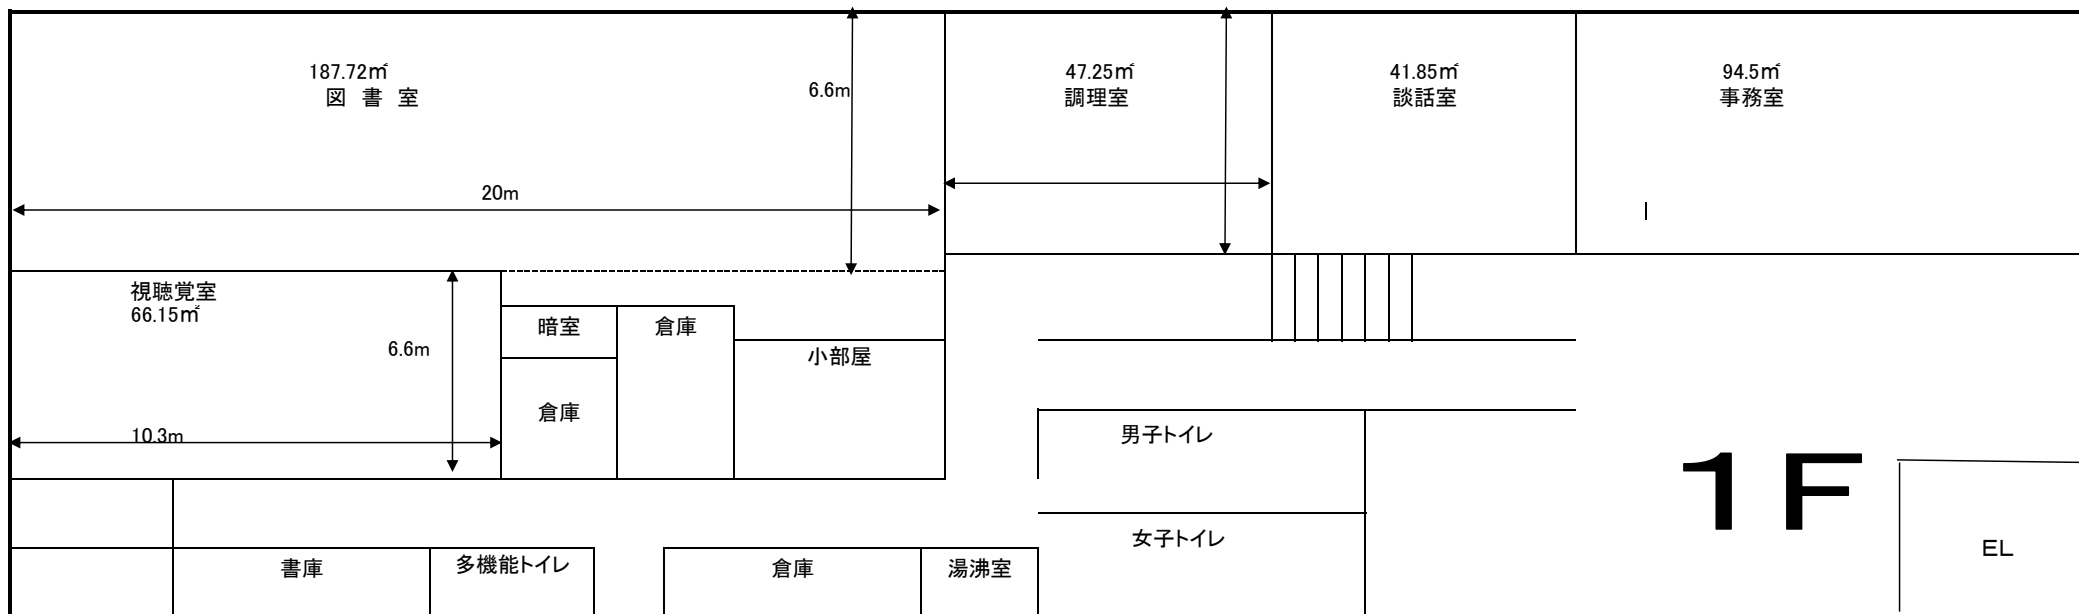 187.72㎡
図 書 室
6.6m
20m
47.25㎡
調理室
41.85㎡
談話室
94.5㎡
事務室
視聴覚室
66.15㎡
6.6m
10.3m
暗室
倉庫
倉庫
小部屋
男子トイレ
女子トイレ
書庫
多機能トイレ
倉庫
湯沸室
1F
EL